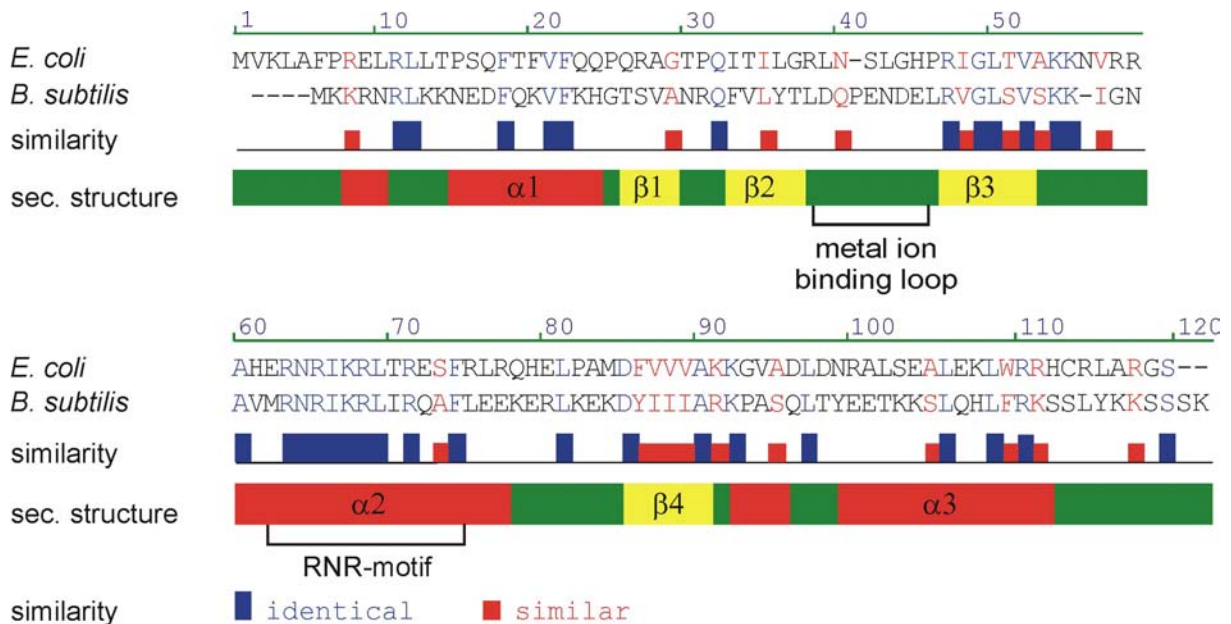 1 10 20 30 40 50
E. coli MVKLAFPRELRLLTPSQFTFVFQQPQRAGTPQITILGRLN-SLGHPRIGLTVAKKNVRR
B. subtilis ----MKKRNRLKKNEDFQKVFKHGTSVANRQFVLYTLDQPENDELRVGLSVSKK-IGN
similarity
sec. structure α1 β1 β2 β3
metal ion
binding loop
60 70 80 90 100 110 120
E. coli AHERNRIKRLTRESFRLRQHELPAMDFVVVAKKGVADLDNRALSEALEKLWRRHCRLARGS--
B. subtilis AVMRNRIKRLIRQAFLEEKERLKEKDYIIIARKPASQLTYEETKKSLQHLFRKSSLYKKSSSK
similarity
sec. structure α2 β4 α3
RNR-motif
similarity identical similar